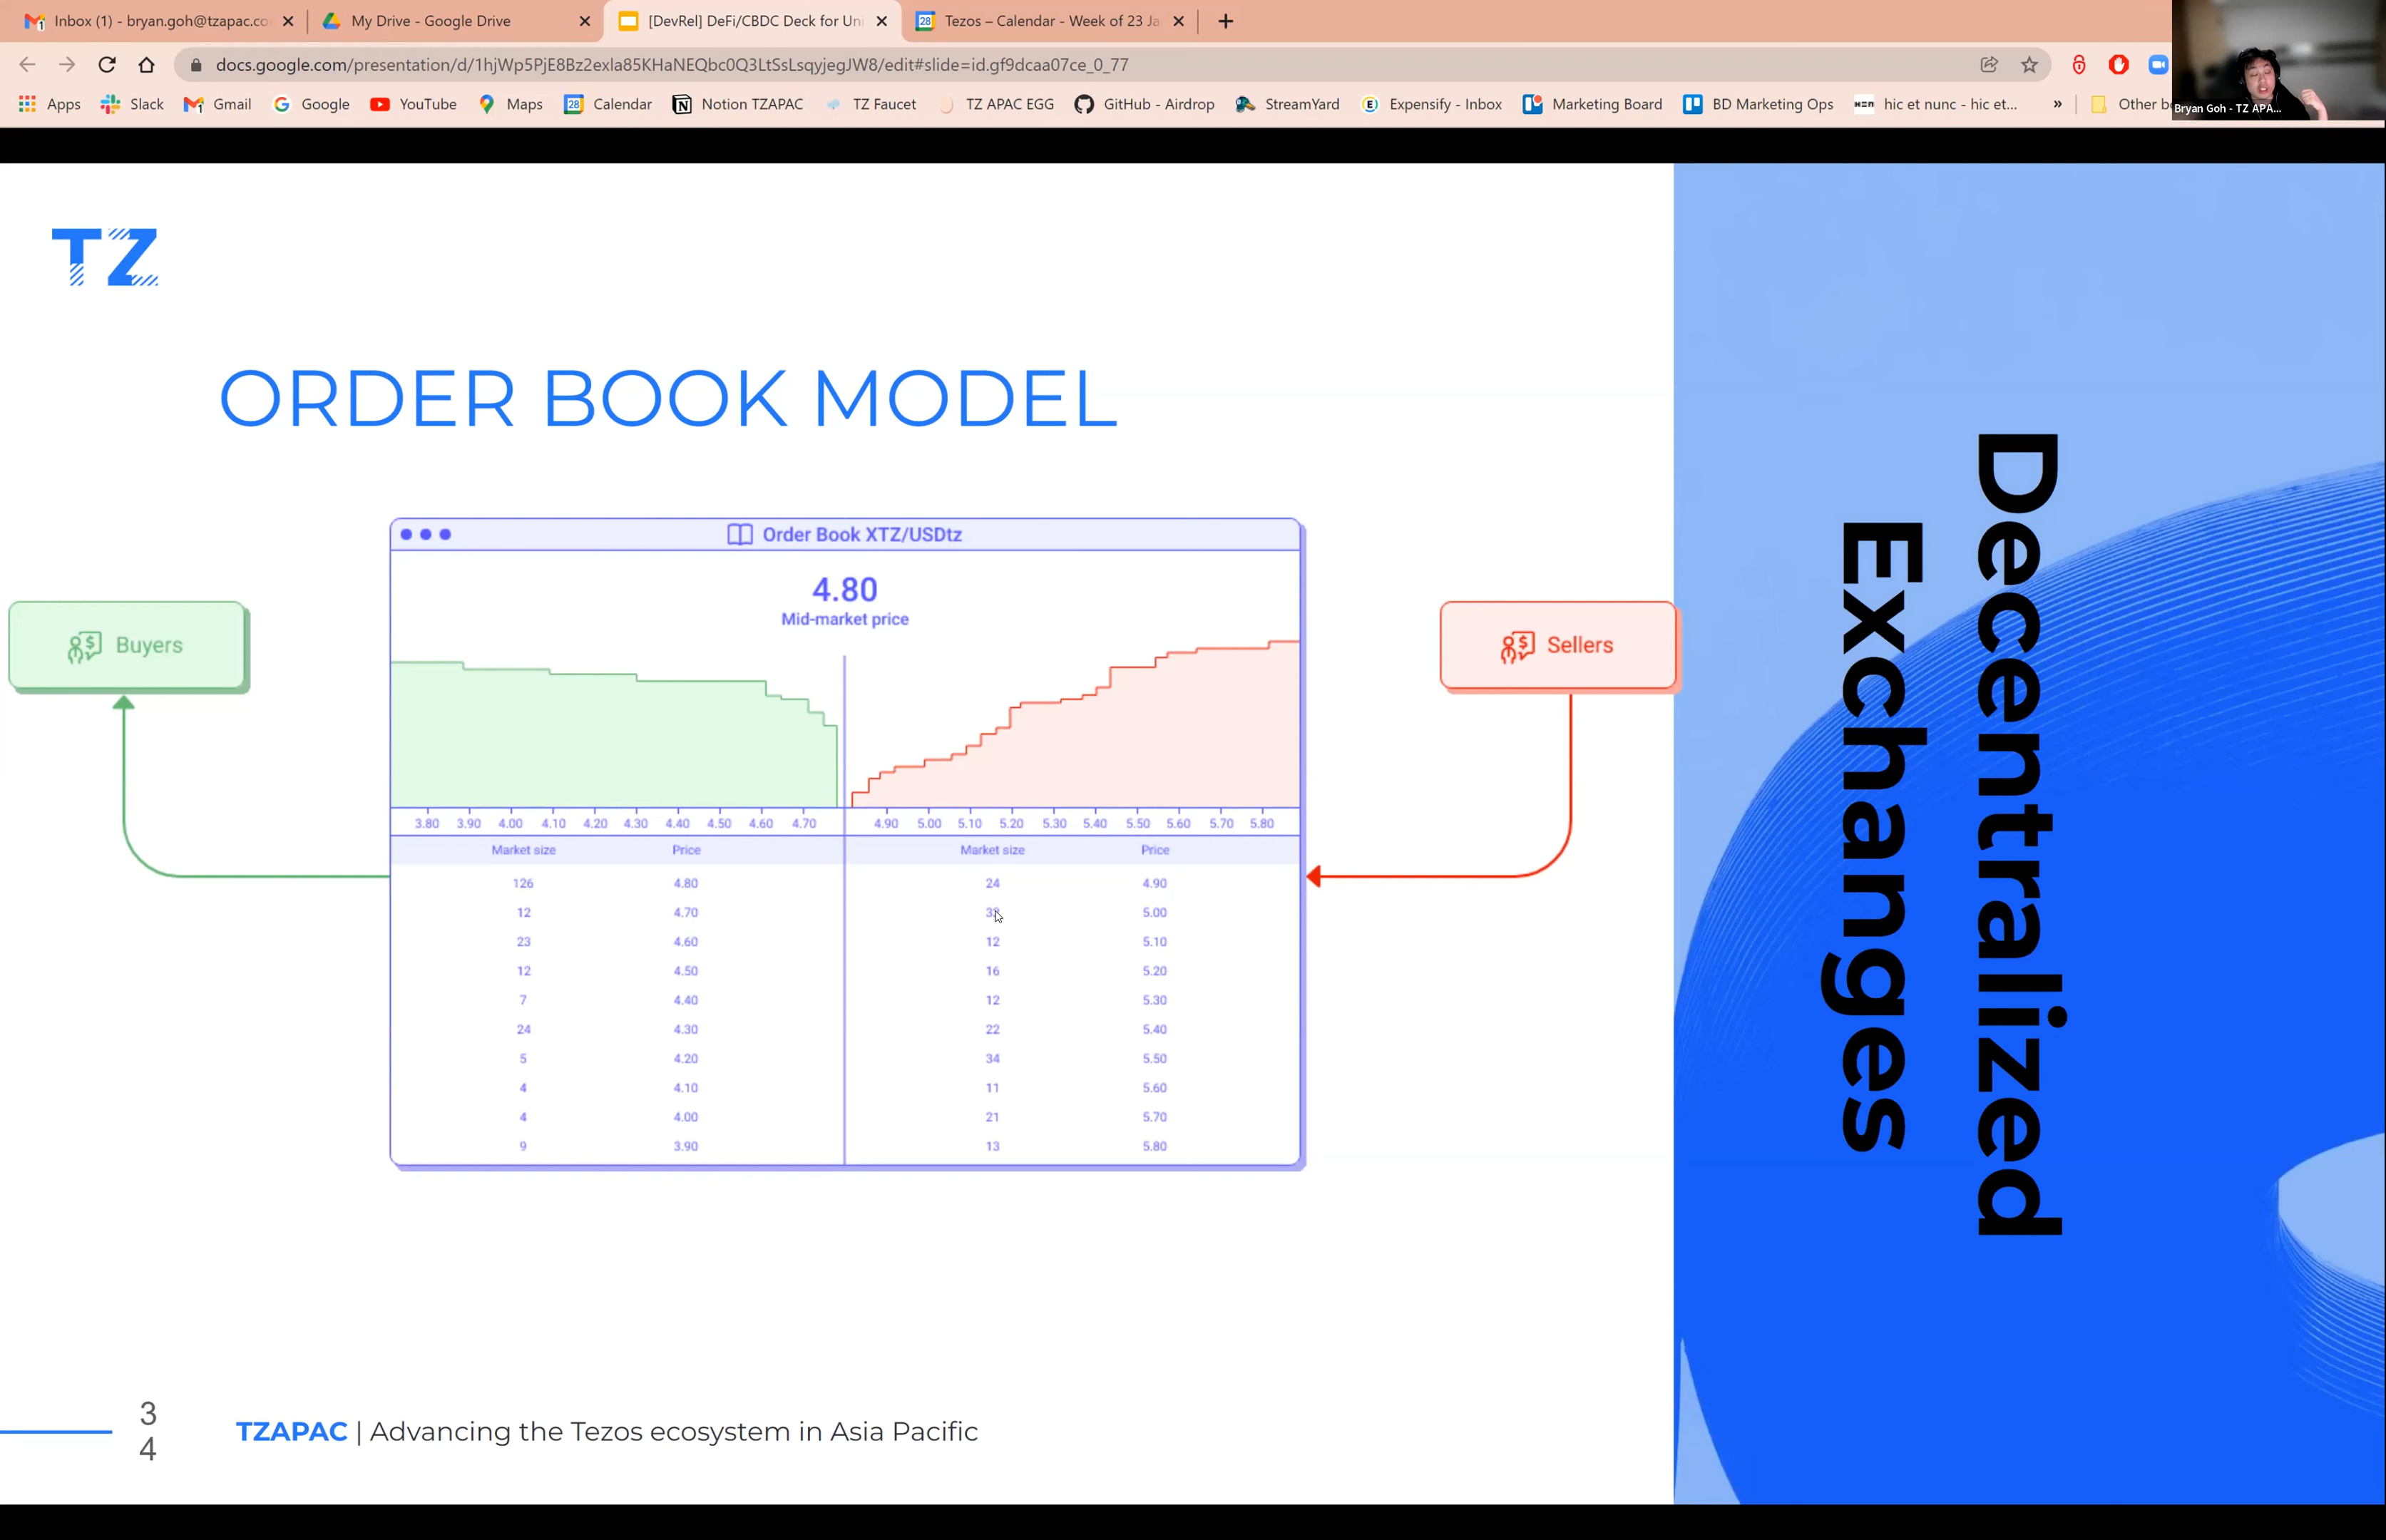 Inbox (1) - bryan.goh@tzapac.co
My Drive - Google Drive
[DevRel] DeFi/CBDC Deck for Uni
Tezos – Calendar - Week of 23 Ja
docs.google.com/presentation/d/1hjWp5PjE8Bz2exla85KHaNEQbc0Q3LtSsLsqyjegJW8/edit#slide=id.gf9dcaa07ce_0_77
Apps
Slack
Gmail
Google
YouTube
Maps
28
Calendar
Notion TZAPAC
TZ Faucet
TZ APAC EGG
GitHub - Airdrop
StreamYard
Expensify - Inbox
Marketing Board
BD Marketing Ops
hic et nunc - hic et...
»
Other b
Bryan Goh - TZ APA...
TZ
ORDER BOOK MODEL
Order Book XTZ/USDtz
4.80
Mid-market price
Buyers
Sellers
3.80 3.90 4.00 4.10 4.20 4.30 4.40 4.50 4.60 4.70 4.90 5.00 5.10 5.20 5.30 5.40 5.50 5.60 5.70 5.80
Market size Price Market size Price
126 4.80 24 4.90
12 4.70 5.00
23 4.60 12 5.10
12 4.50 16 5.20
7 4.40 12 5.30
24 4.30 22 5.40
5 4.20 34 5.50
4 4.10 11 5.60
4 4.00 21 5.70
9 3.90 13 5.80
Decentralized
Exchanges
3
4
TZAPAC | Advancing the Tezos ecosystem in Asia Pacific